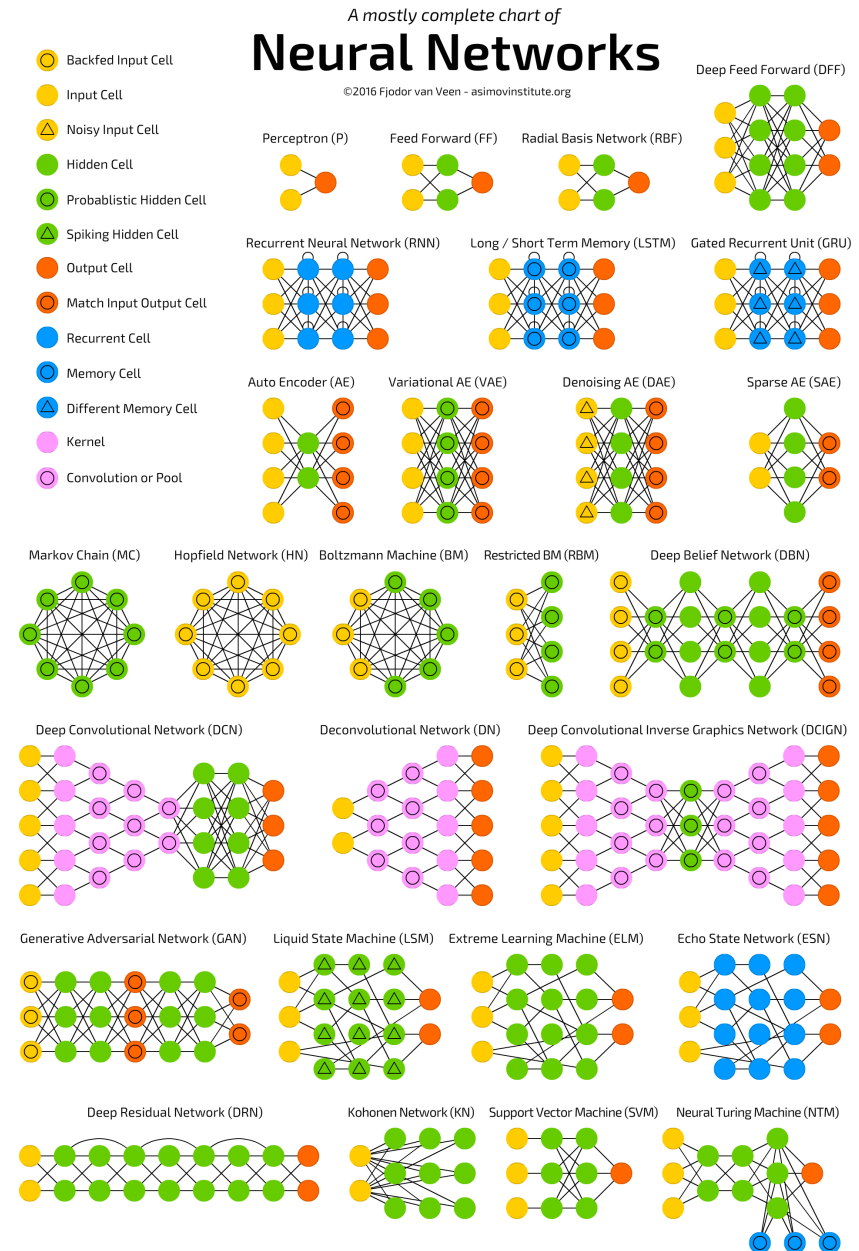 A mostly complete chart of
Neural Networks
©2016 Fjodor van Veen - asimovinstitute.org
Backfed Input Cell
Input Cell
Noisy Input Cell
Hidden Cell
Probablistic Hidden Cell
Spiking Hidden Cell
Output Cell
Match Input Output Cell
Recurrent Cell
Memory Cell
Different Memory Cell
Kernel
Convolution or Pool
Deep Feed Forward (DFF)
Perceptron (P)
Feed Forward (FF)
Radial Basis Network (RBF)
Recurrent Neural Network (RNN)
Long / Short Term Memory (LSTM)
Gated Recurrent Unit (GRU)
Auto Encoder (AE)
Variational AE (VAE)
Denoising AE (DAE)
Sparse AE (SAE)
Markov Chain (MC)
Hopfield Network (HN)
Boltzmann Machine (BM)
Restricted BM (RBM)
Deep Belief Network (DBN)
Deep Convolutional Network (DCN)
Deconvolutional Network (DN)
Deep Convolutional Inverse Graphics Network (DCIGN)
Generative Adversarial Network (GAN)
Liquid State Machine (LSM)
Extreme Learning Machine (ELM)
Echo State Network (ESN)
Deep Residual Network (DRN)
Kohonen Network (KN)
Support Vector Machine (SVM)
Neural Turing Machine (NTM)